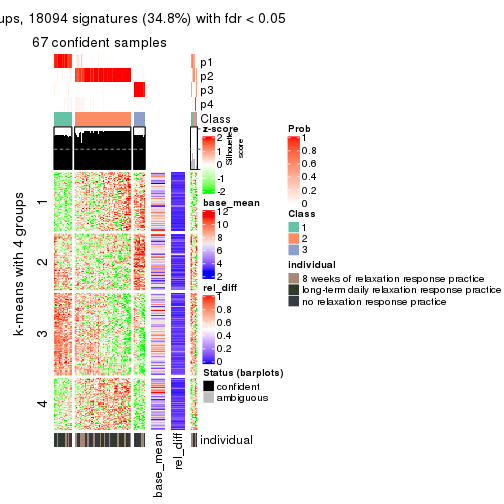 ups, 18094 signatures (34.8%) with fdr < 0.05
67 confident samples
p1
p2
p3
p4
Class
Silhouette
score
z-score
2
1
0
-1
-2
base_mean
12
10
8
6
4
2
rel_diff
1
0.8
0.6
0.4
0.2
0
Status (barplots)
confident
ambiguous
Prob
1
0.8
0.6
0.4
0.2
0
Class
1
2
3
individual
8 weeks of relaxation response practice
long-term daily relaxation response practice
no relaxation response practice
k-means with 4 groups
1
2
3
4
individual
base_mean
rel_diff